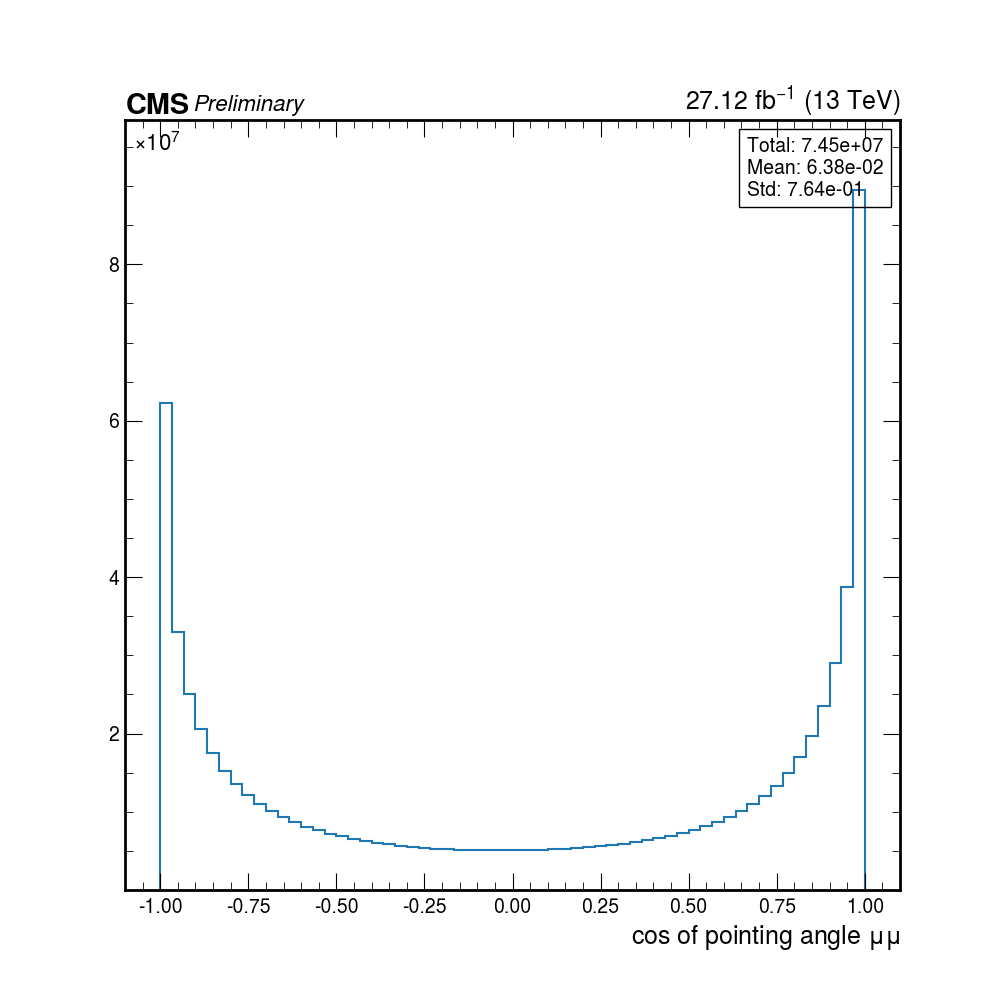 CMS Preliminary 27.12 fb⁻¹ (13 TeV)
×10⁷
Total: 7.45e+07
Mean: 6.38e-02
Std: 7.64e-01
8
6
4
2
-1.00 -0.75 -0.50 -0.25 0.00 0.25 0.50 0.75 1.00
cos of pointing angle μμ